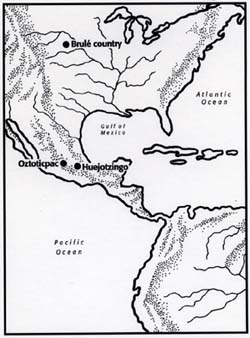 Brulé country
Atlantic
Ocean
Gulf of
Mexico
Oztoticpac
Huejotzingo
Pacific
Ocean